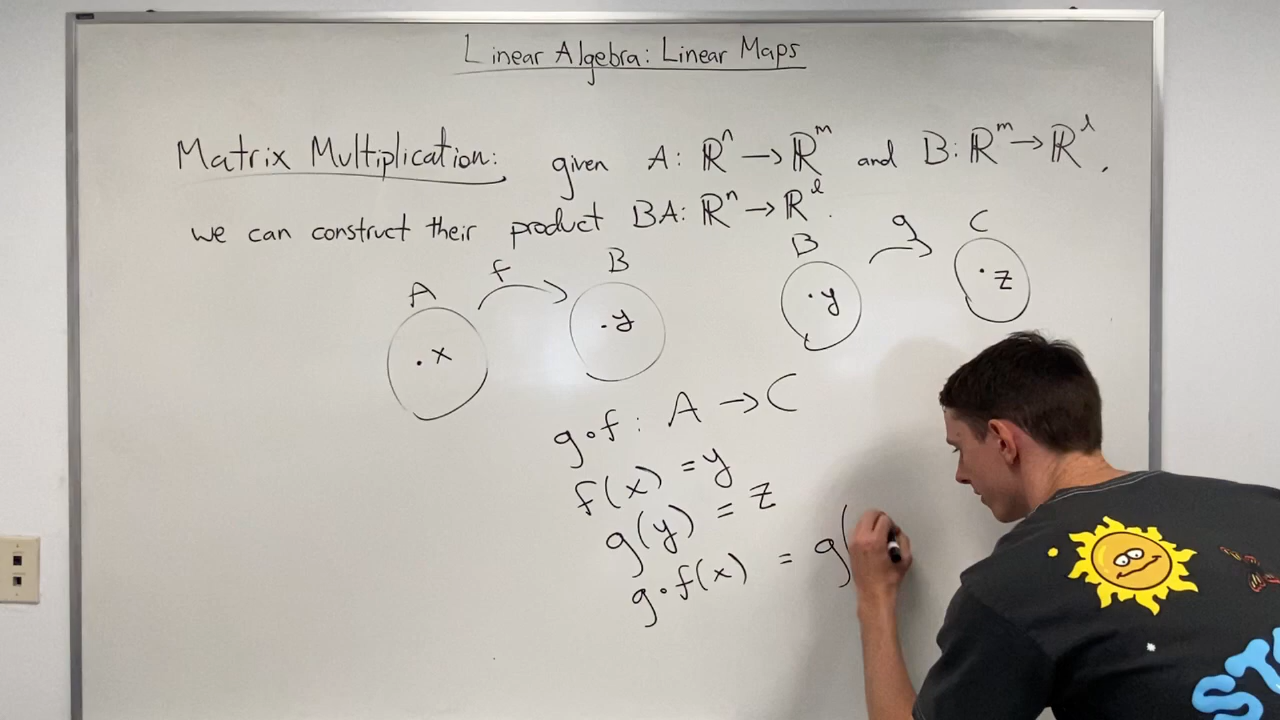 Linear Algebra: Linear Maps
Matrix Multiplication: given A: ℝⁿ → ℝᵐ and B: ℝᵐ → ℝˡ,
we can construct their product BA: ℝⁿ → ℝˡ.
A f B B g C
.x .y .y .z
g∘f: A → C
f(x) = y
g(y) = z
g∘f(x) = g(